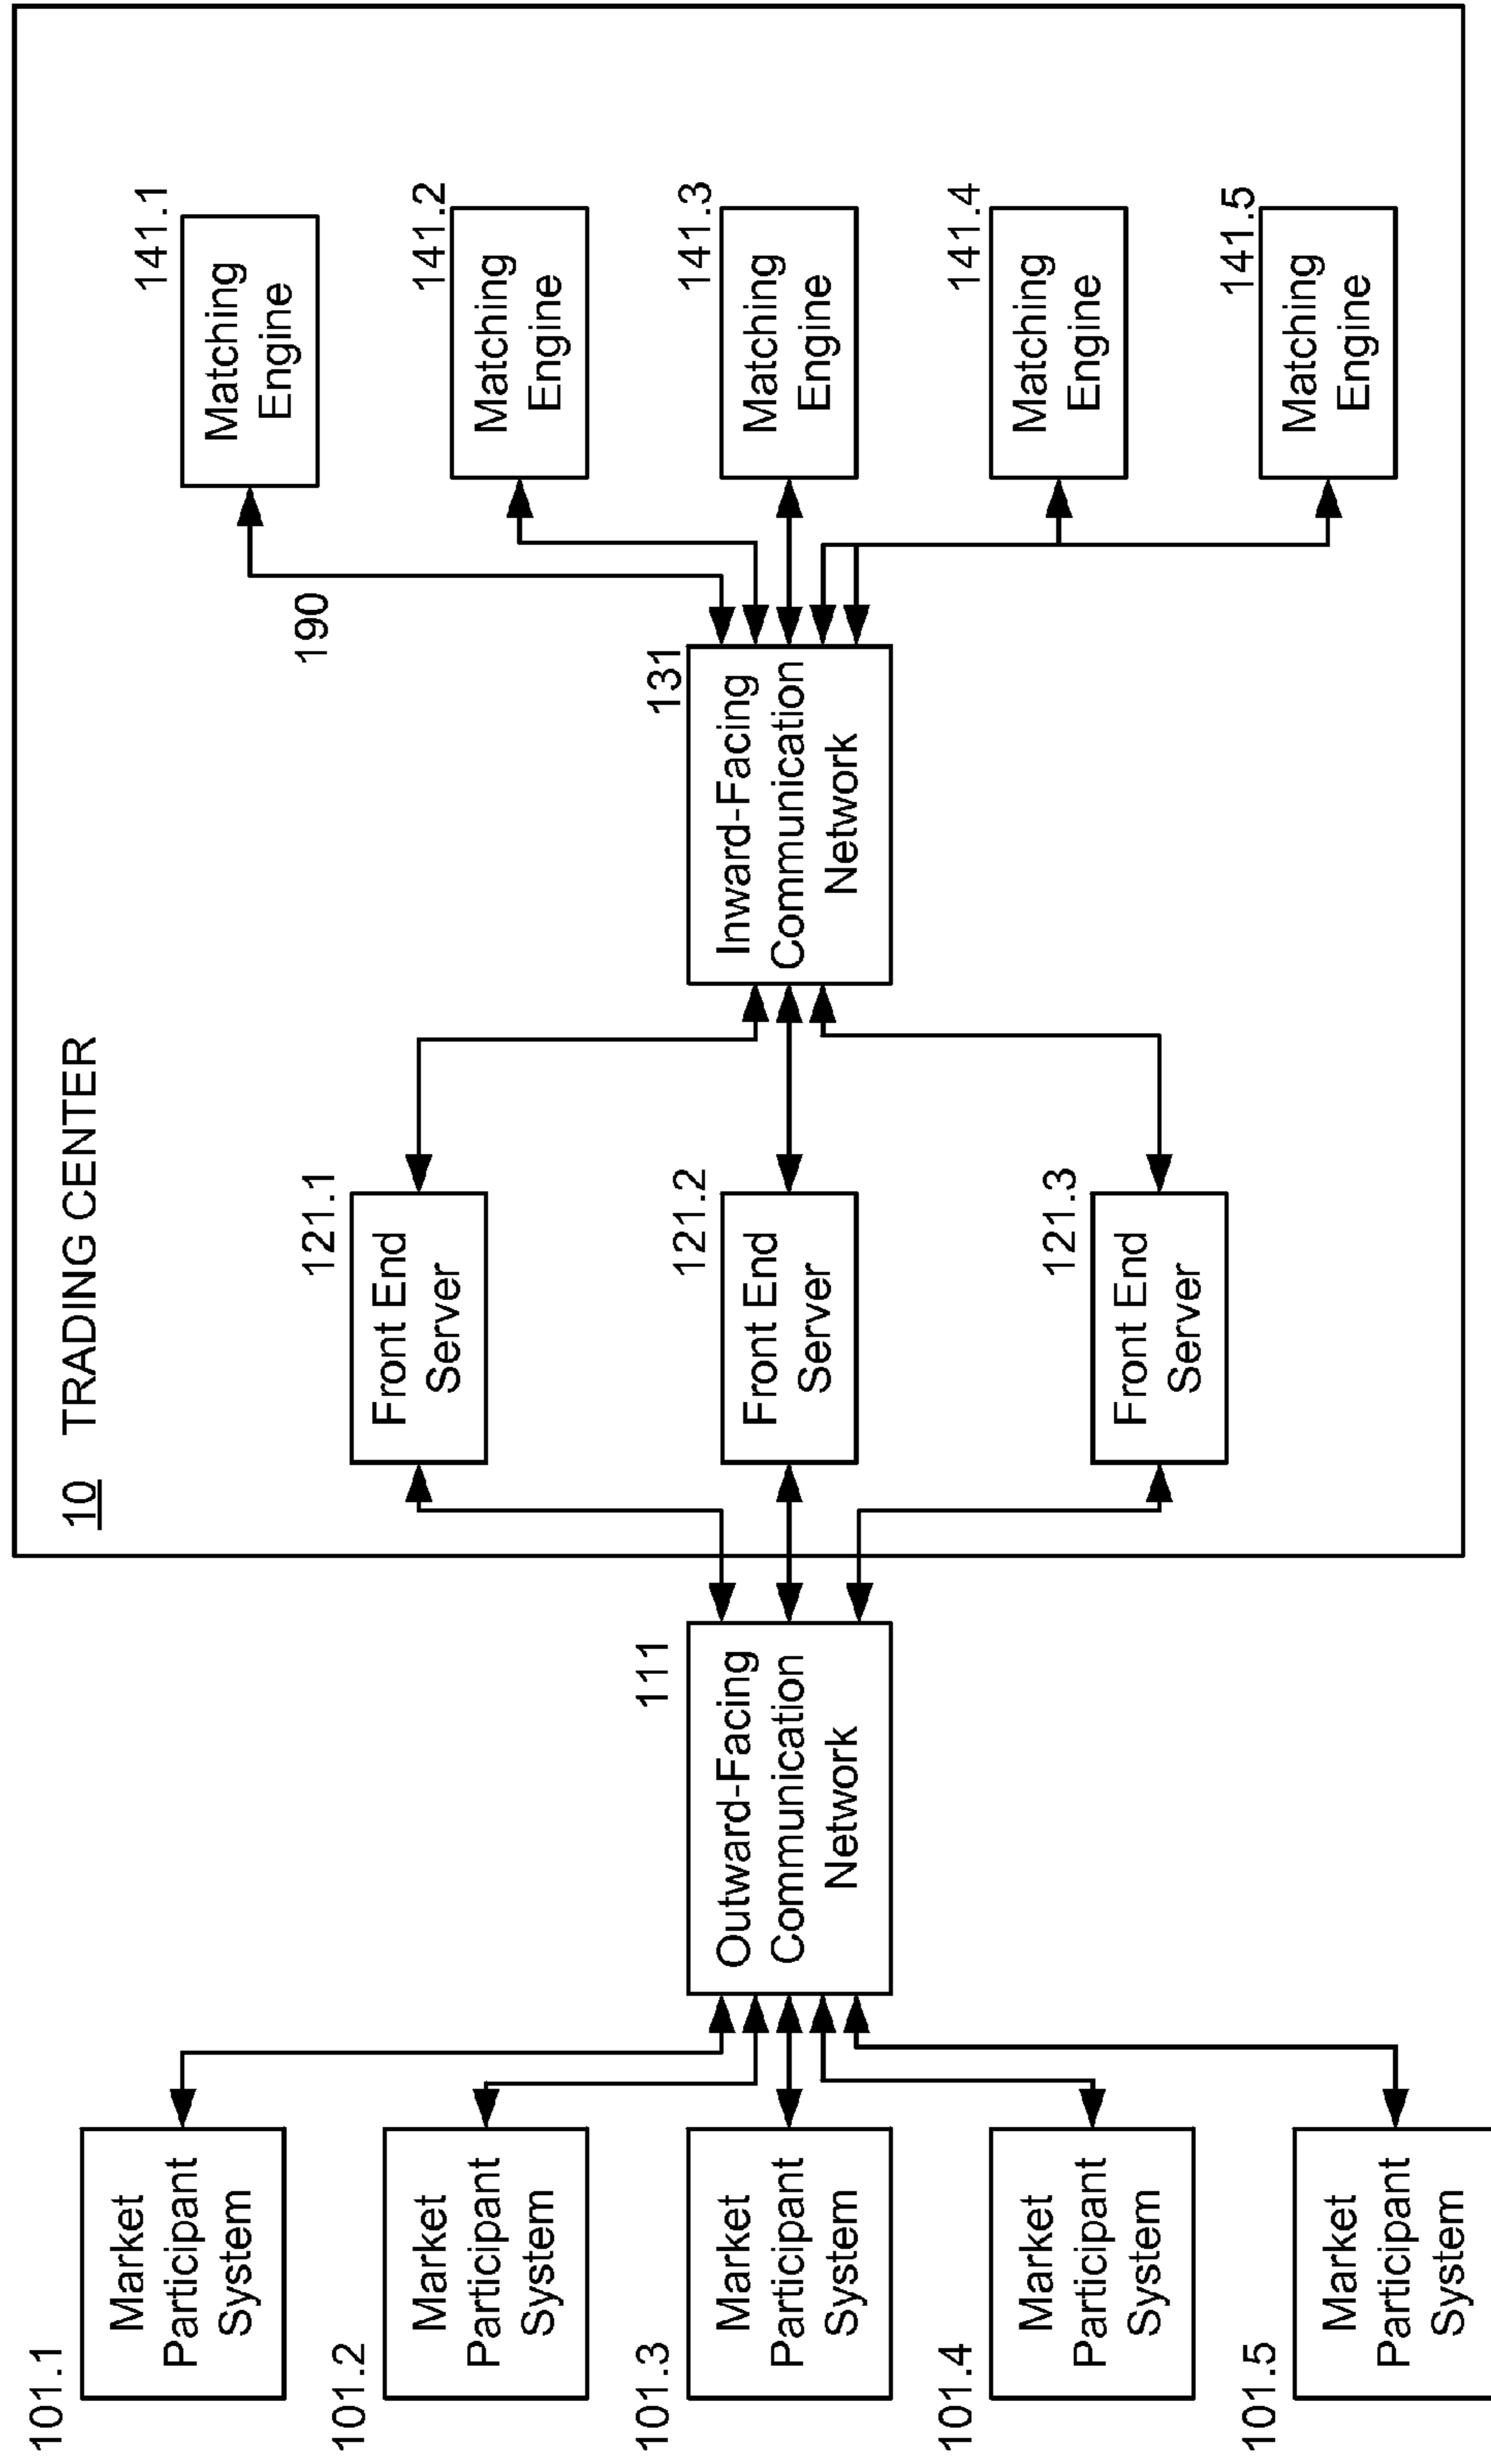 10 TRADING CENTER
101.1
Market
Participant
System
101.2
Market
Participant
System
101.3
Market
Participant
System
101.4
Market
Participant
System
101.5
Market
Participant
System
111
Outward-Facing
Communication
Network
121.1
Front End
Server
121.2
Front End
Server
121.3
Front End
Server
131
Inward-Facing
Communication
Network
190
141.1
Matching
Engine
141.2
Matching
Engine
141.3
Matching
Engine
141.4
Matching
Engine
141.5
Matching
Engine